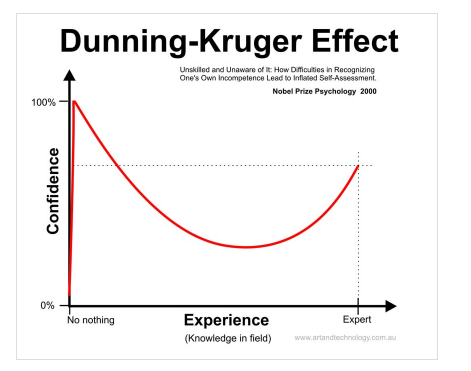 Dunning-Kruger Effect
Unskilled and Unaware of It: How Difficulties in Recognizing
One's Own Incompetence Lead to Inflated Self-Assessment.
Nobel Prize Psychology 2000
100%
Confidence
0%
No nothing
Experience
Expert
(Knowledge in field)
www.artandtechnology.com.au